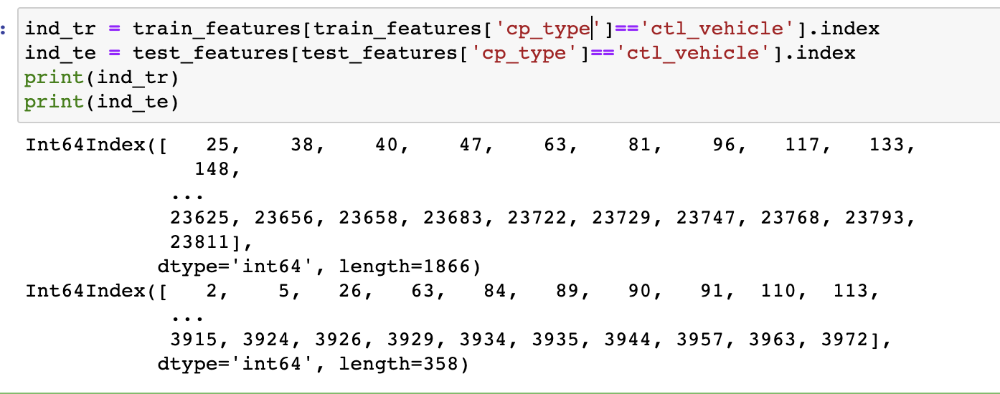 :
ind_tr = train_features[train_features['cp_type']=='ctl_vehicle'].index
ind_te = test_features[test_features['cp_type']=='ctl_vehicle'].index
print(ind_tr)
print(ind_te)
Int64Index([   25,    38,    40,    47,    63,    81,    96,   117,   133,
              148,
            ...
            23625, 23656, 23658, 23683, 23722, 23729, 23747, 23768, 23793,
            23811],
           dtype='int64', length=1866)
Int64Index([   2,    5,   26,   63,   84,   89,   90,   91,  110,  113,
            ...
            3915, 3924, 3926, 3929, 3934, 3935, 3944, 3957, 3963, 3972],
           dtype='int64', length=358)